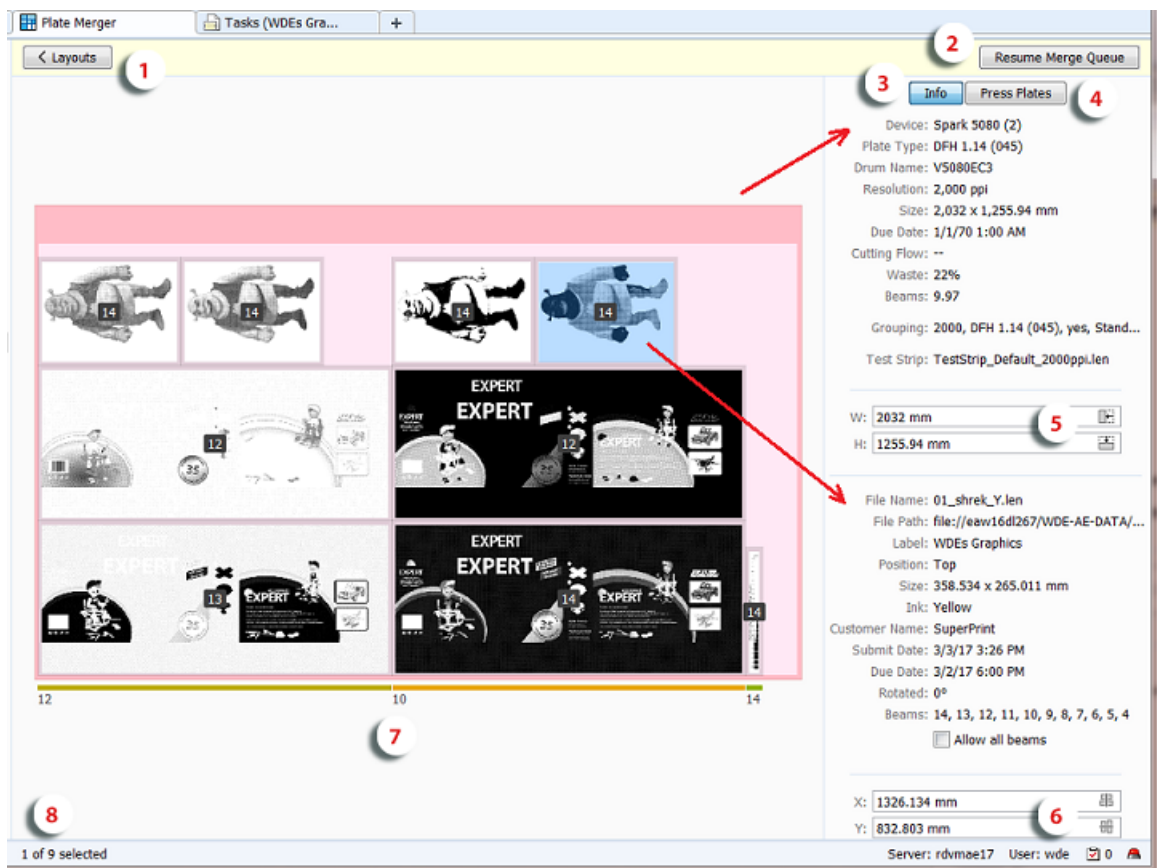 Plate Merger
Tasks (WDEs Gra...
+
< Layouts
1
2
Resume Merge Queue
3
Info
Press Plates
4
Device: Spark 5080 (2)
Plate Type: DFH 1.14 (045)
Drum Name: V5080EC3
Resolution: 2,000 ppi
Size: 2,032 x 1,255.94 mm
Due Date: 1/1/70 1:00 AM
Cutting Flow: --
Waste: 22%
Beams: 9.97
Grouping: 2000, DFH 1.14 (045), yes, Stand...
Test Strip: TestStrip_Default_2000ppi.len
W: 2032 mm
5
H: 1255.94 mm
File Name: 01_shrek_Y.len
File Path: file://eaw16dl267/WDE-AE-DATA/...
Label: WDEs Graphics
Position: Top
Size: 358.534 x 265.011 mm
Ink: Yellow
Customer Name: SuperPrint
Submit Date: 3/3/17 3:26 PM
Due Date: 3/2/17 6:00 PM
Rotated: 0°
Beams: 14, 13, 12, 11, 10, 9, 8, 7, 6, 5, 4
Allow all beams
X: 1326.134 mm
6
Y: 832.803 mm
14
14
14
14
EXPERT
EXPERT
12
35
12
EXPERT
EXPERT
EXPERT
EXPERT
13
EXPERT
35
EXPERT
EXPERT
14
EXPERT
35
14
12
10
14
7
8
1 of 9 selected
Server: rdvmae17
User: wde
0